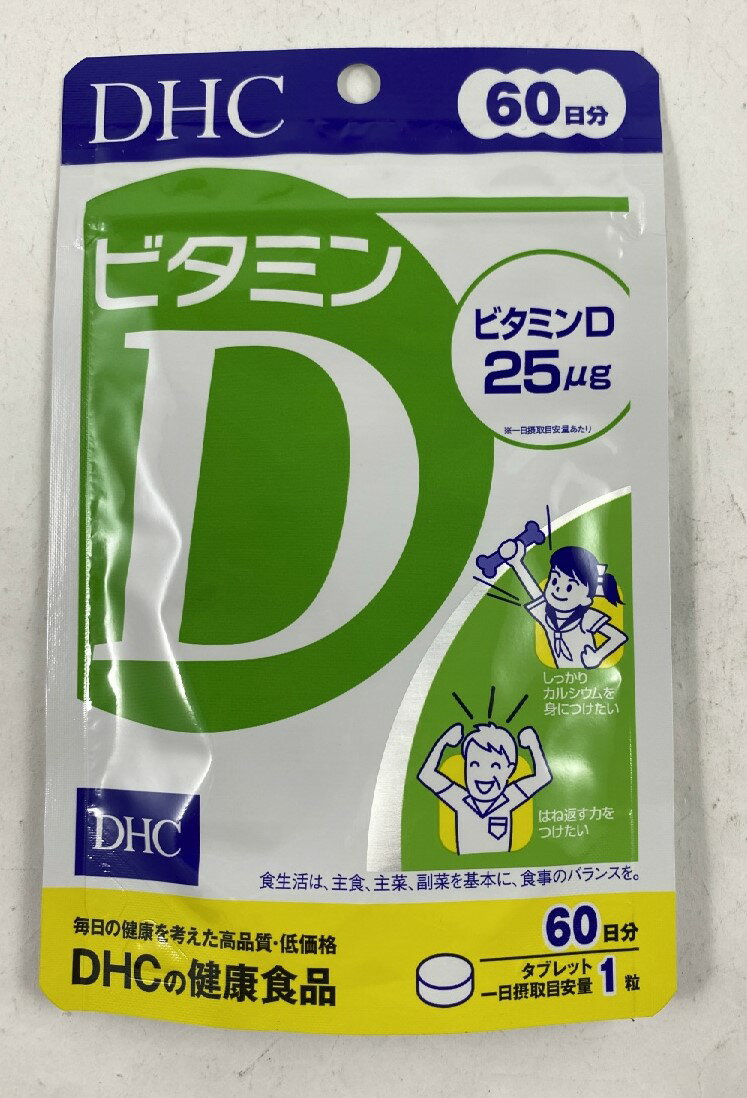 DHC
60日分
ビタミン
D
ビタミンD
25μg
※一日摂取目安量あたり
しっかり
カルシウムを
身につけたい
はね返す力を
つけたい
DHC
食生活は、主食、主菜、副菜を基本に、食事のバランスを。
毎日の健康を考えた高品質・低価格
DHCの健康食品
60日分
タブレット
一日摂取目安量 1粒